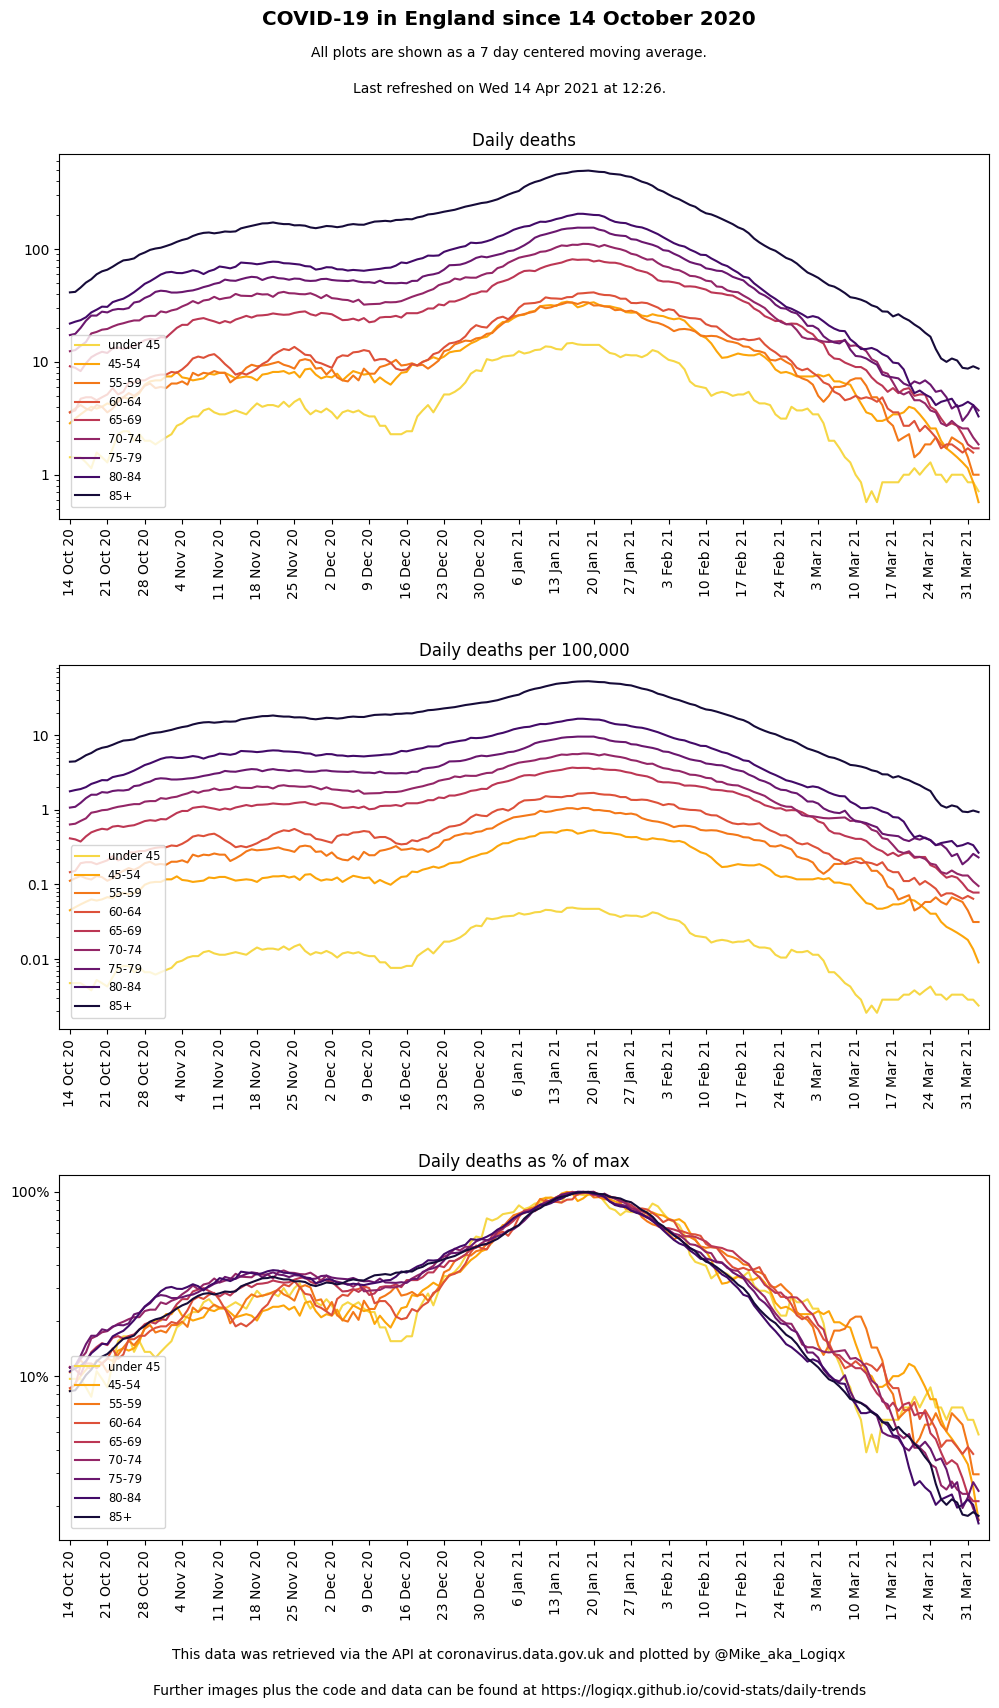 COVID-19 in England since 14 October 2020
All plots are shown as a 7 day centered moving average.
Last refreshed on Wed 14 Apr 2021 at 12:26.
Daily deaths
100
10
1
under 45
45-54
55-59
60-64
65-69
70-74
75-79
80-84
85+
14 Oct 20
21 Oct 20
28 Oct 20
4 Nov 20
11 Nov 20
18 Nov 20
25 Nov 20
2 Dec 20
9 Dec 20
16 Dec 20
23 Dec 20
30 Dec 20
6 Jan 21
13 Jan 21
20 Jan 21
27 Jan 21
3 Feb 21
10 Feb 21
17 Feb 21
24 Feb 21
3 Mar 21
10 Mar 21
17 Mar 21
24 Mar 21
31 Mar 21
Daily deaths per 100,000
10
1
0.1
0.01
under 45
45-54
55-59
60-64
65-69
70-74
75-79
80-84
85+
14 Oct 20
21 Oct 20
28 Oct 20
4 Nov 20
11 Nov 20
18 Nov 20
25 Nov 20
2 Dec 20
9 Dec 20
16 Dec 20
23 Dec 20
30 Dec 20
6 Jan 21
13 Jan 21
20 Jan 21
27 Jan 21
3 Feb 21
10 Feb 21
17 Feb 21
24 Feb 21
3 Mar 21
10 Mar 21
17 Mar 21
24 Mar 21
31 Mar 21
Daily deaths as % of max
100%
10%
under 45
45-54
55-59
60-64
65-69
70-74
75-79
80-84
85+
14 Oct 20
21 Oct 20
28 Oct 20
4 Nov 20
11 Nov 20
18 Nov 20
25 Nov 20
2 Dec 20
9 Dec 20
16 Dec 20
23 Dec 20
30 Dec 20
6 Jan 21
13 Jan 21
20 Jan 21
27 Jan 21
3 Feb 21
10 Feb 21
17 Feb 21
24 Feb 21
3 Mar 21
10 Mar 21
17 Mar 21
24 Mar 21
31 Mar 21
This data was retrieved via the API at coronavirus.data.gov.uk and plotted by @Mike_aka_Logiqx
Further images plus the code and data can be found at https://logiqx.github.io/covid-stats/daily-trends